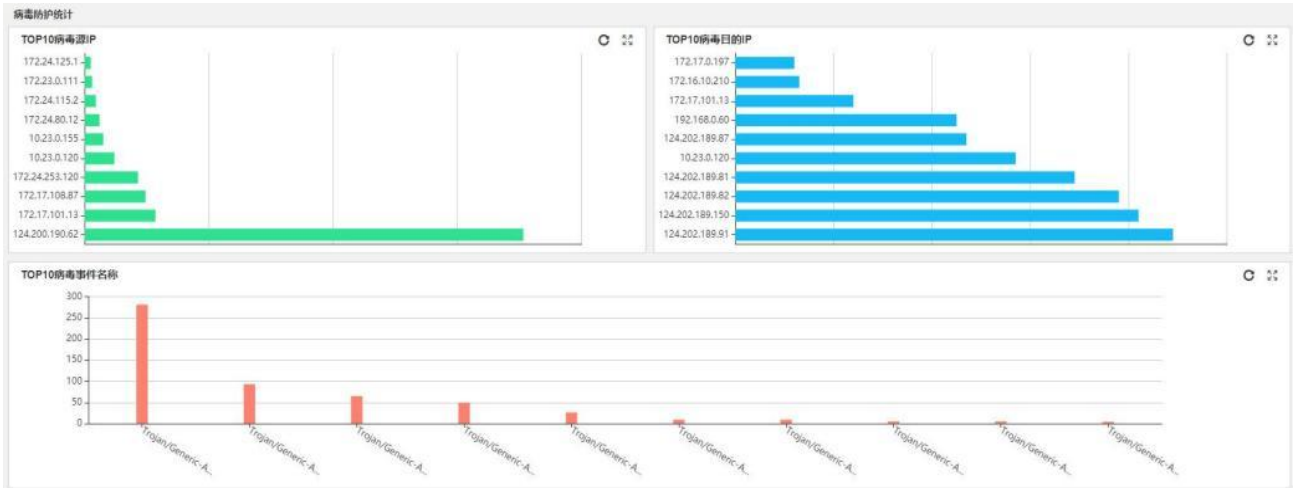 病毒防护统计
TOP10病毒源IP
172.24.125.1
172.23.0.111
172.24.115.2
172.24.80.12
10.23.0.155
10.23.0.120
172.24.253.120
172.17.108.87
172.17.101.13
124.200.190.62
TOP10病毒目的IP
172.17.0.197
172.16.10.210
172.17.101.13
192.168.0.60
124.202.189.87
10.23.0.120
124.202.189.81
124.202.189.82
124.202.189.150
124.202.189.91
TOP10病毒事件名称
300
250
200
150
100
50
0
Trojan/Generic-A...
Trojan/Generic-A...
Trojan/Generic-A...
Trojan/Generic-A...
Trojan/Generic-A...
Trojan/Generic-A...
Trojan/Generic-A...
Trojan/Generic-A...
Trojan/Generic-A...
Trojan/Generic-A...